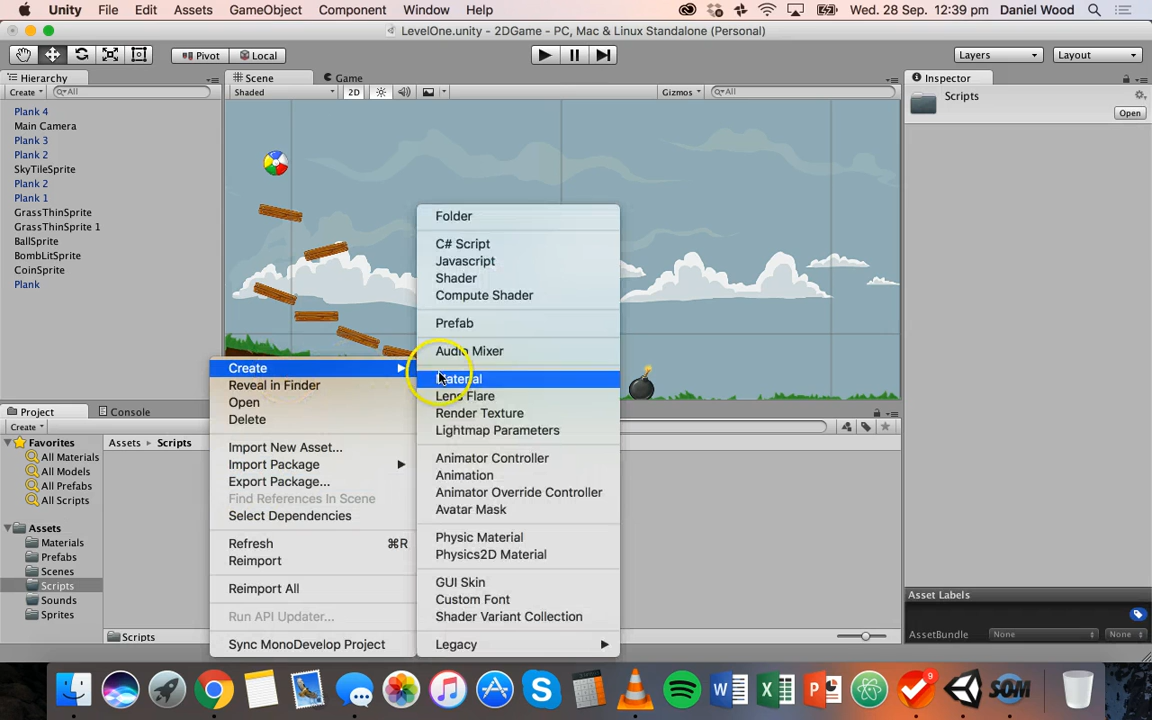 Unity File Edit Assets GameObject Component Window Help Wed. 28 Sep. 12:39 pm Daniel Wood
LevelOne.unity - 2DGame - PC, Mac & Linux Standalone (Personal)
Pivot Local Layers Layout
Hierarchy Scene Game Inspector
Create All Shaded 2D Gizmos All Scripts
Open
Plank 4
Main Camera
Plank 3
Plank 2
SkyTileSprite
Plank 2
Plank 1
GrassThinSprite
GrassThinSprite 1
BallSprite
BombLitSprite
CoinSprite
Plank
Folder
C# Script
Javascript
Shader
Compute Shader
Prefab
Audio Mixer
Material
Lens Flare
Render Texture
Lightmap Parameters
Animator Controller
Animation
Animator Override Controller
Avatar Mask
Physic Material
Physics2D Material
GUI Skin
Custom Font
Shader Variant Collection
Legacy
Create
Reveal in Finder
Open
Delete
Import New Asset...
Import Package
Export Package...
Find References In Scene
Select Dependencies
Refresh ⌘R
Reimport
Reimport All
Run API Updater...
Sync MonoDevelop Project
Project Console
Create
Favorites
All Materials
All Models
All Prefabs
All Scripts
Assets
Materials
Prefabs
Scenes
Scripts
Sounds
Sprites
Assets Scripts
Scripts
Asset Labels
AssetBundle None None
9
SOM